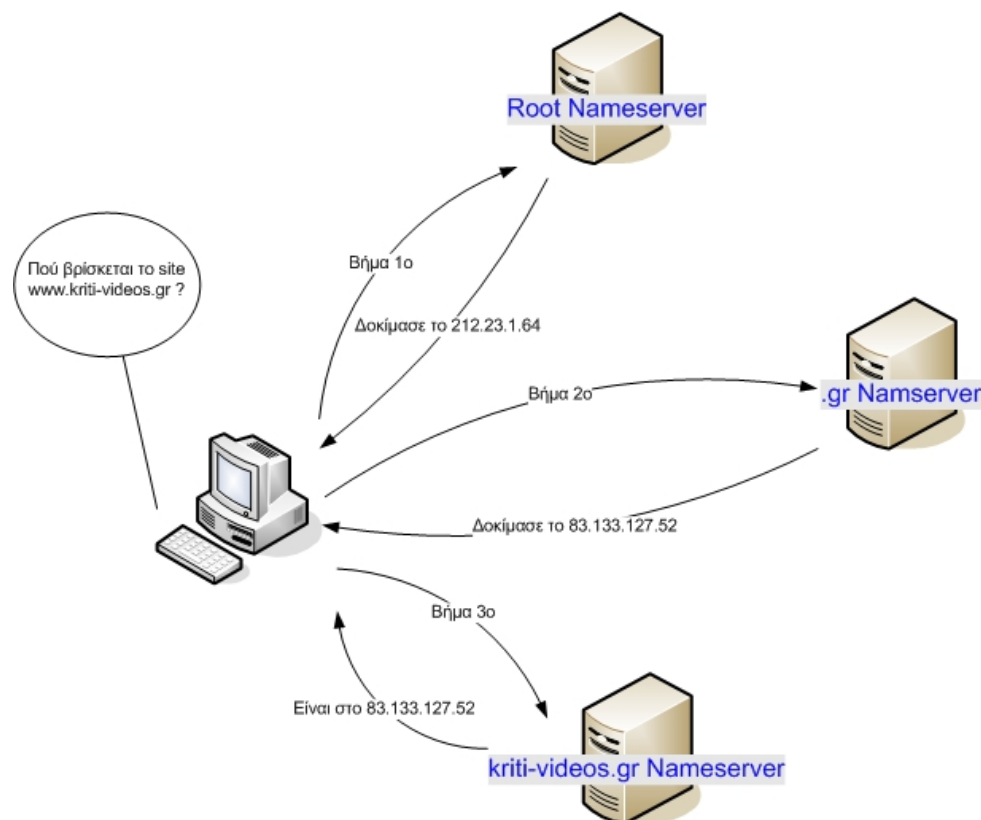 Root Nameserver
Πού βρίσκεται το site
www.kriti-videos.gr ?
Βήμα 1ο
Δοκίμασε το 212.23.1.64
Βήμα 2ο
.gr Namserver
Δοκίμασε το 83.133.127.52
Βήμα 3ο
Είναι στο 83.133.127.52
kriti-videos.gr Nameserver